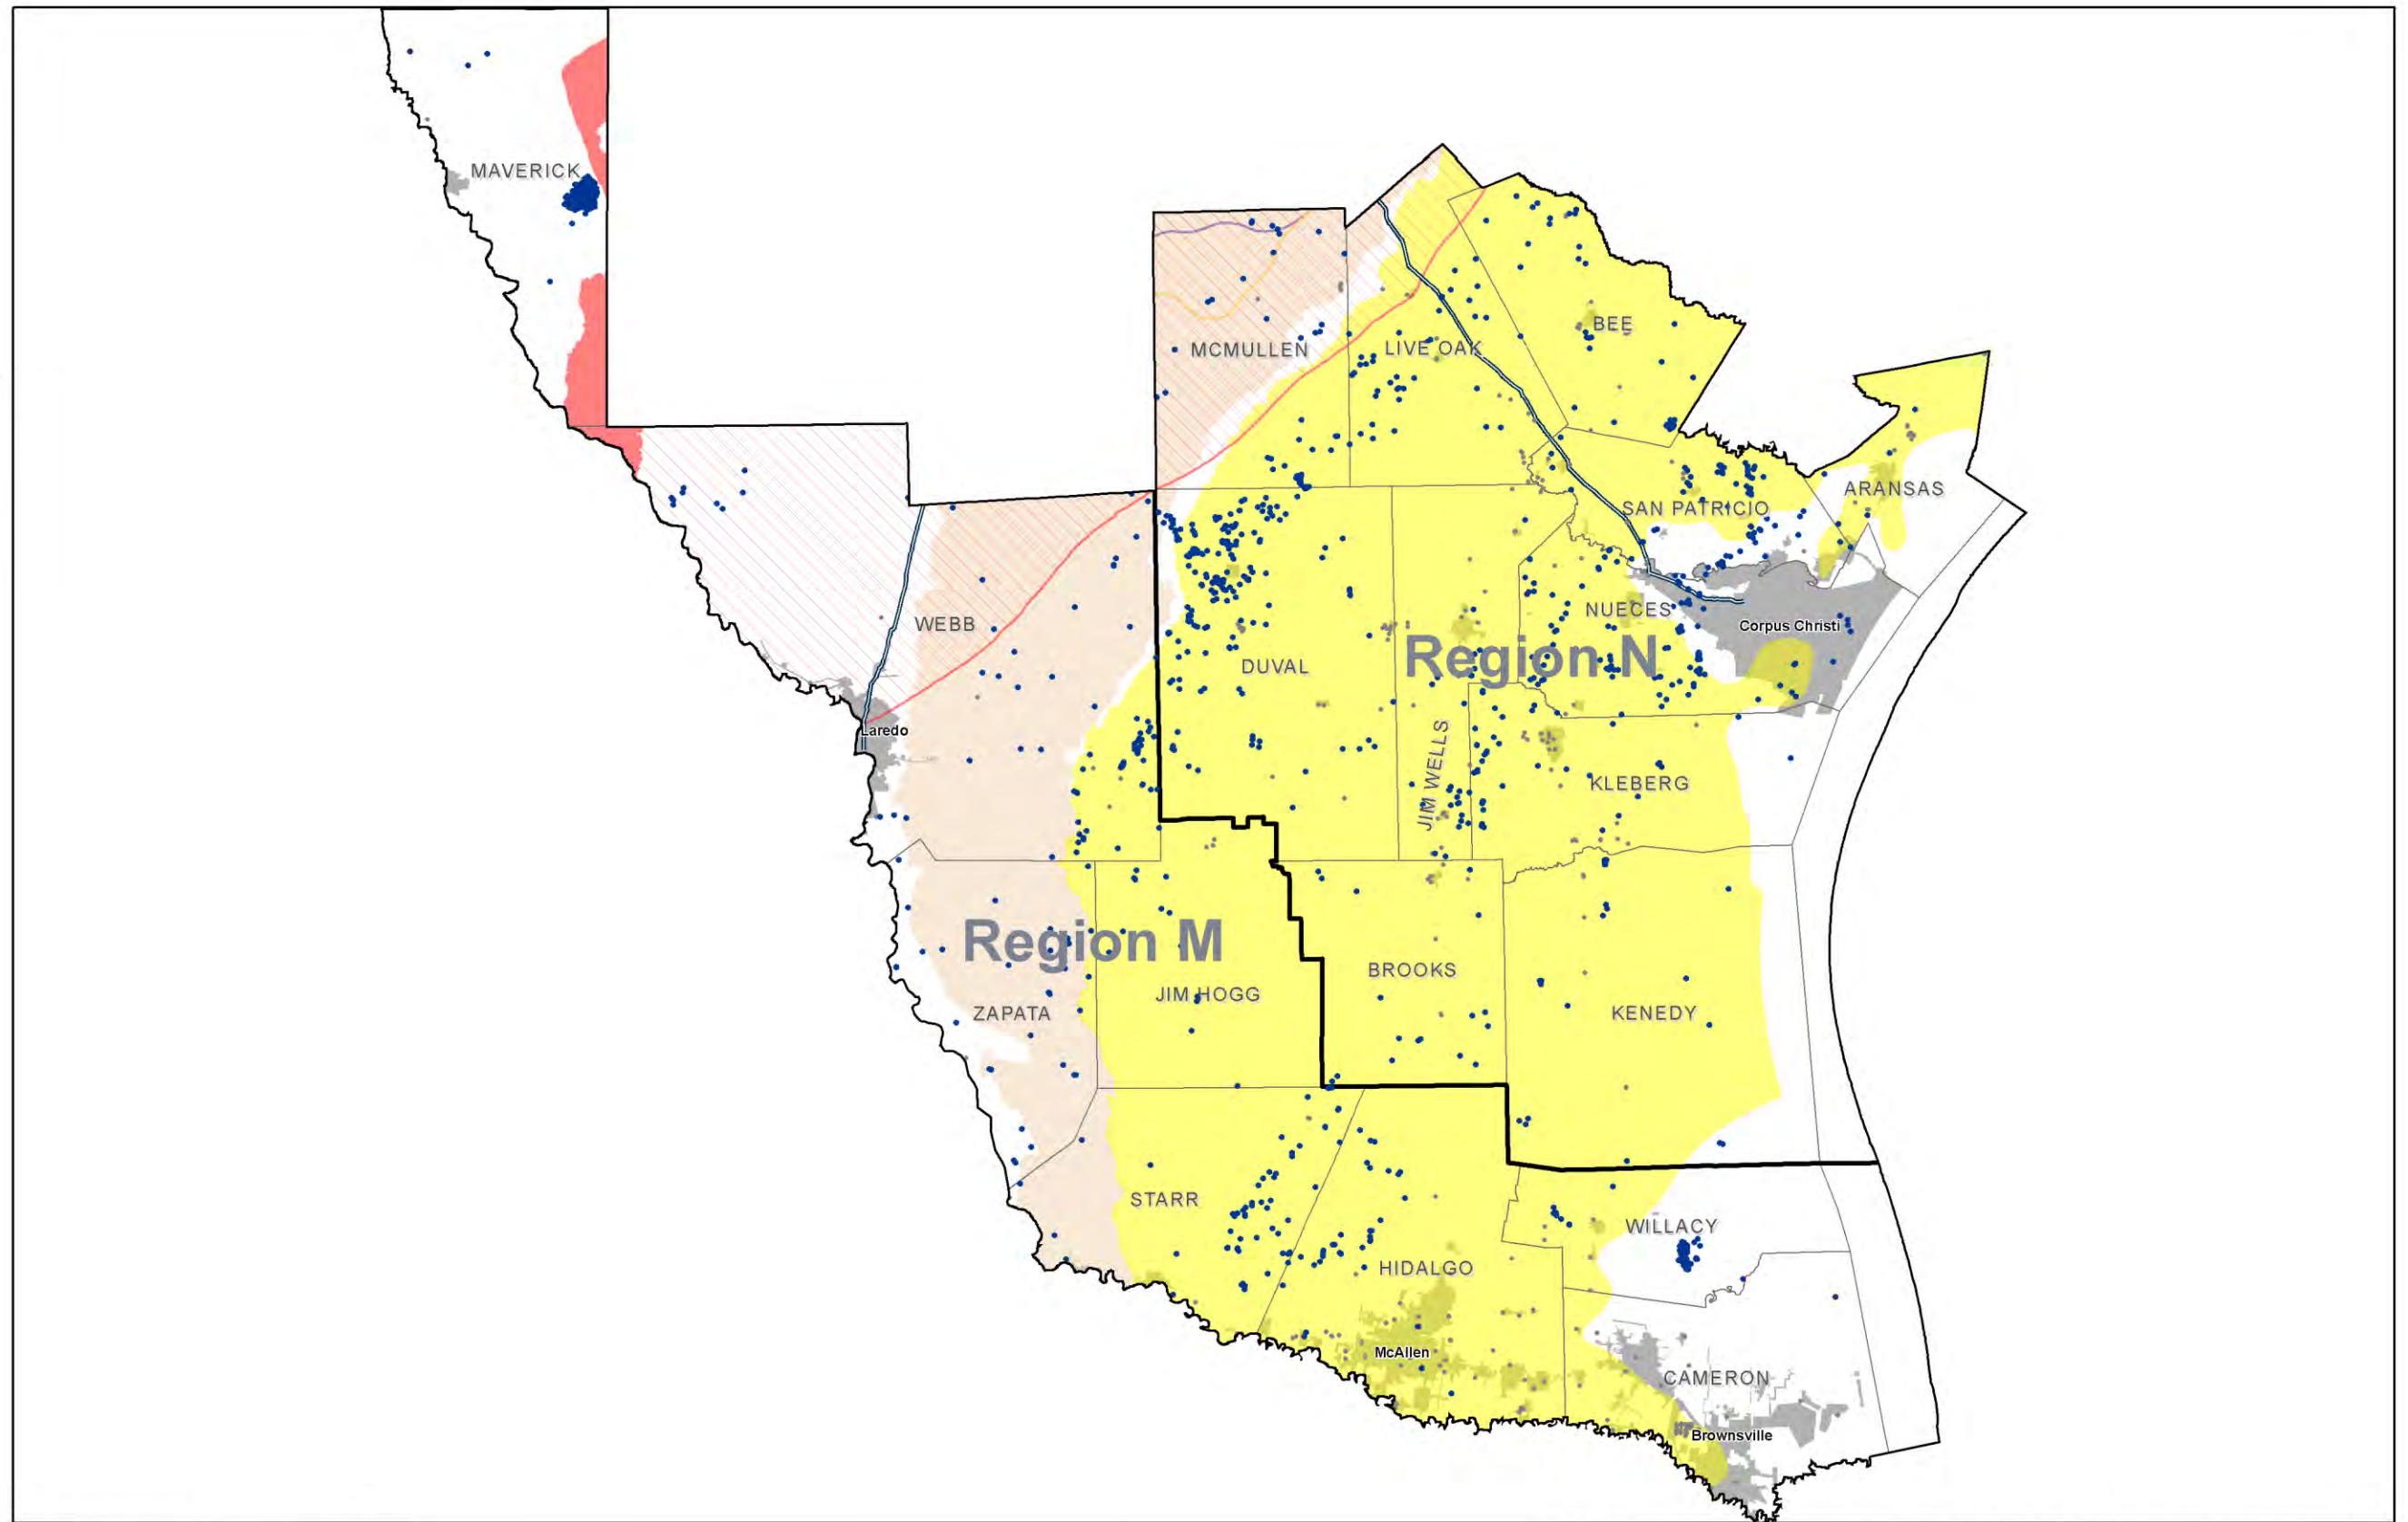 MAVERICK
BEE
MCMULLEN
LIVE OAK
ARANSAS
SAN PATRICIO
NUECES
WEBB
Corpus Christi
Region N
DUVAL
Laredo
JIM WELLS
KLEBERG
Region M
BROOKS
JIM HOGG
ZAPATA
KENEDY
STARR
WILLACY
HIDALGO
McAllen
CAMERON
Brownsville